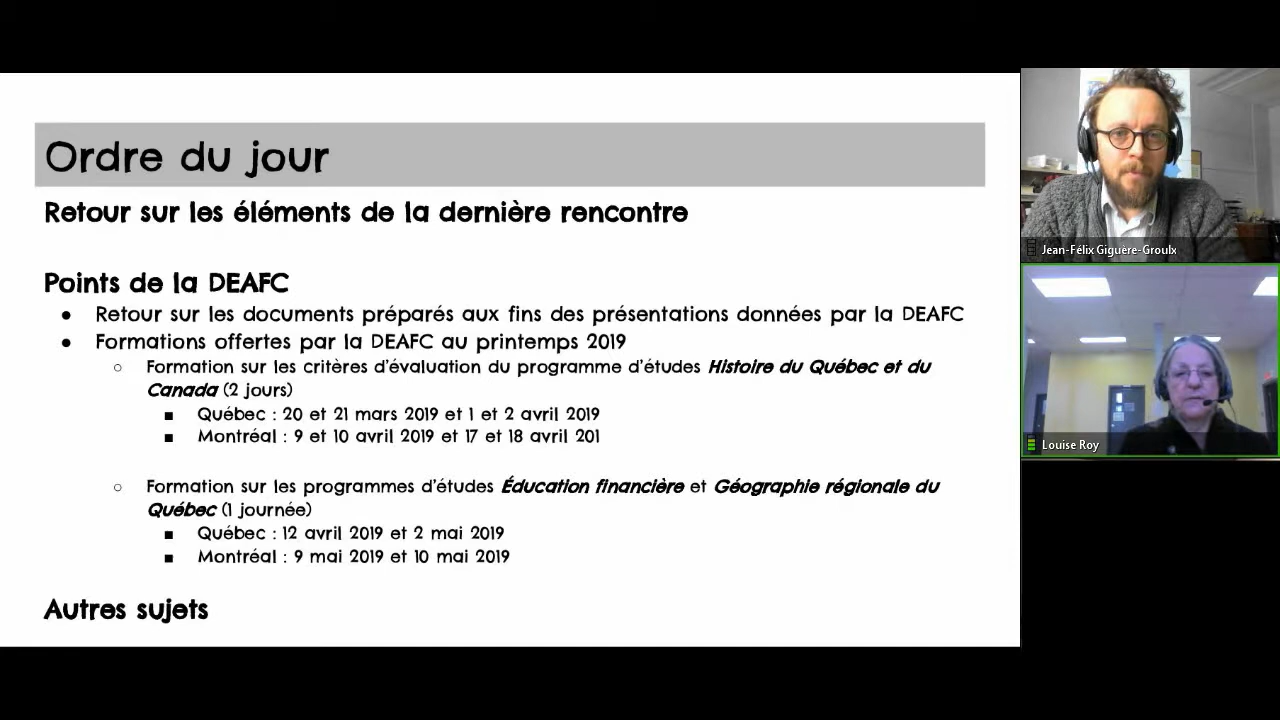 Ordre du jour
Retour sur les éléments de la dernière rencontre
Points de la DEAFC
● Retour sur les documents préparés aux fins des présentations données par la DEAFC
● Formations offertes par la DEAFC au printemps 2019
○ Formation sur les critères d'évaluation du programme d'études Histoire du Québec et du
Canada (2 jours)
■ Québec : 20 et 21 mars 2019 et 1 et 2 avril 2019
■ Montréal : 9 et 10 avril 2019 et 17 et 18 avril 201
○ Formation sur les programmes d'études Éducation financière et Géographie régionale du
Québec (1 journée)
■ Québec : 12 avril 2019 et 2 mai 2019
■ Montréal : 9 mai 2019 et 10 mai 2019
Autres sujets
Jean-Félix Giguère-Groulx
Louise Roy